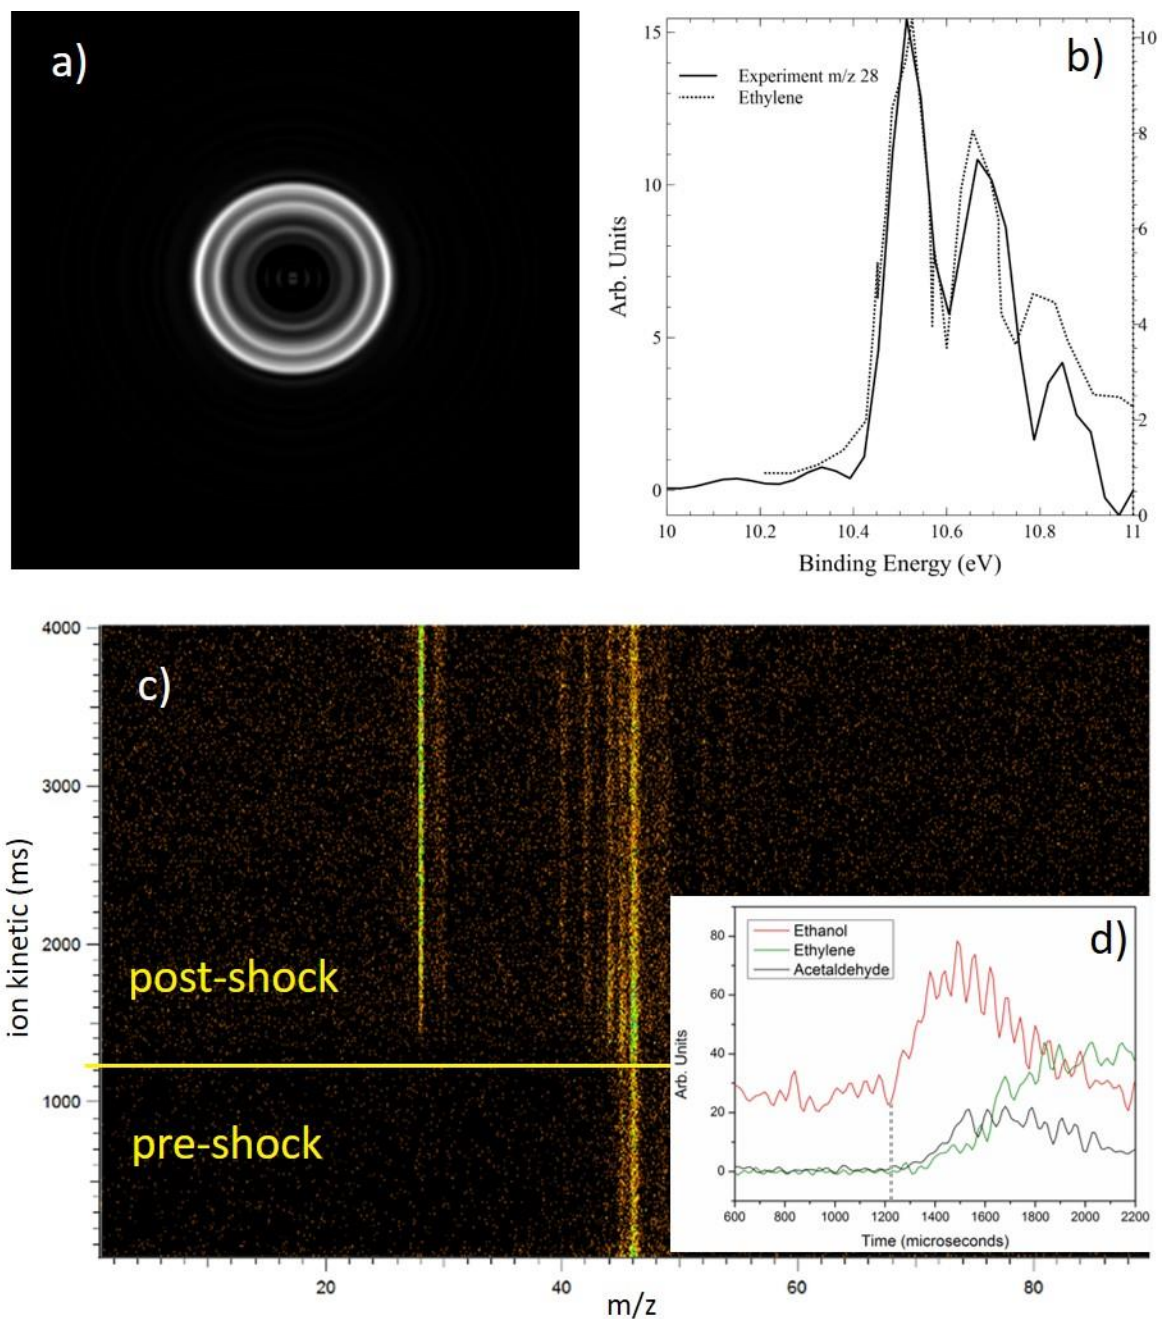 a)
b)
15
10
5
0
Arb. Units
Experiment m/z 28
Ethylene
10
8
6
4
2
0
10 10.2 10.4 10.6 10.8 11
Binding Energy (eV)
c)
4000
3000
2000
1000
ion kinetic (ms)
post-shock
pre-shock
20 40 60 80
m/z
d)
Ethanol
Ethylene
Acetaldehyde
80
60
40
20
0
Arb. Units
600 800 1000 1200 1400 1600 1800 2000 2200
Time (microseconds)